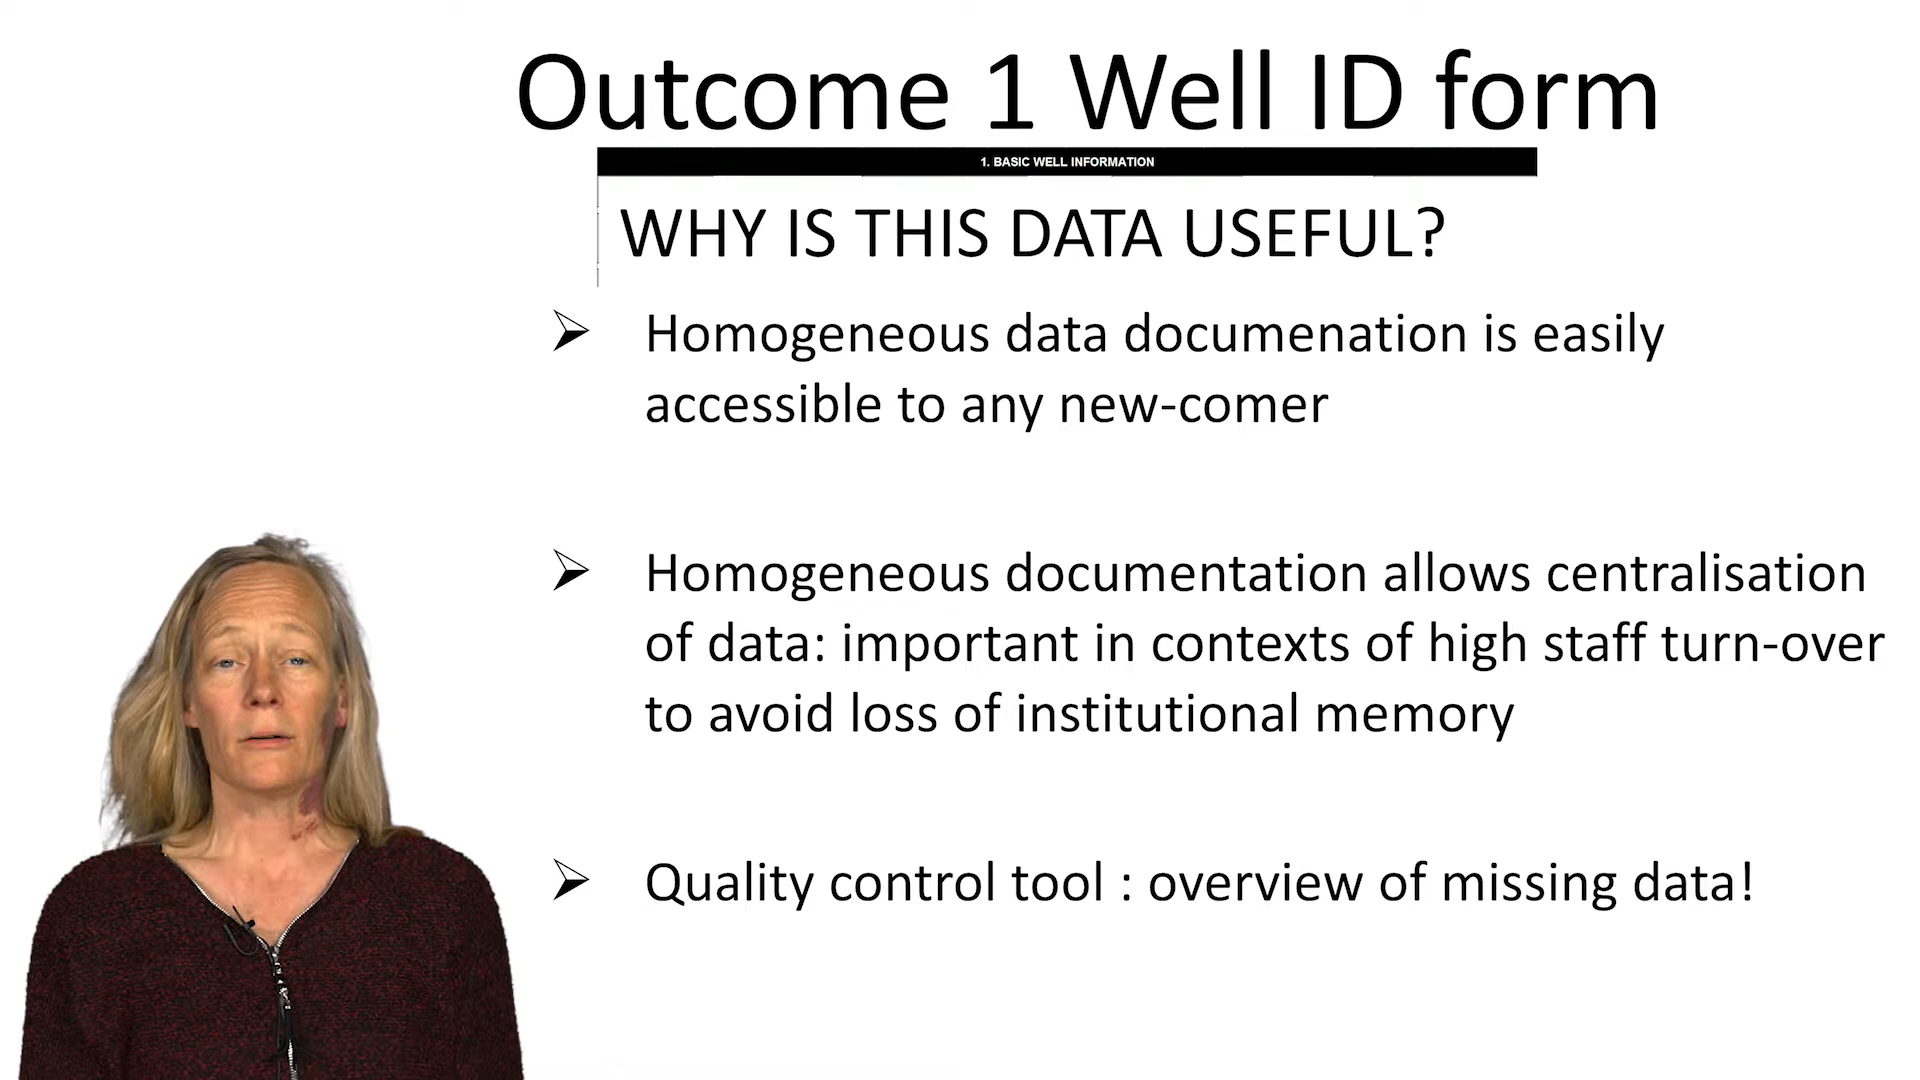 Outcome 1 Well ID form
1. BASIC WELL INFORMATION
WHY IS THIS DATA USEFUL?
➢ Homogeneous data documenation is easily
accessible to any new-comer
➢ Homogeneous documentation allows centralisation
of data: important in contexts of high staff turn-over
to avoid loss of institutional memory
➢ Quality control tool : overview of missing data!